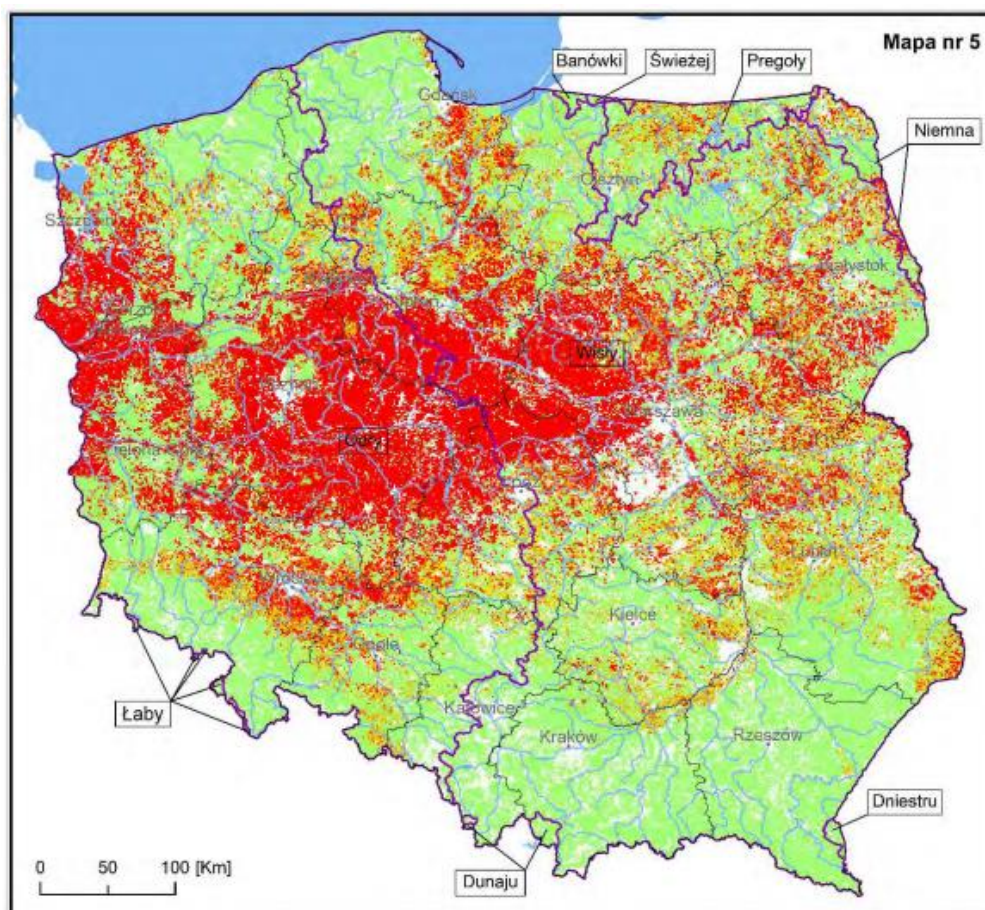 Mapa nr 5
Banówki
Świeżej
Pregoły
Gdańsk
Niemna
Olsztyn
Szczecin
Białystok
Wisły
Warszawa
Odry
Lublin
Kielce
Opole
Łaby
Katowice
Kraków
Rzeszów
Dniestru
Dunaju
0 50 100 [Km]